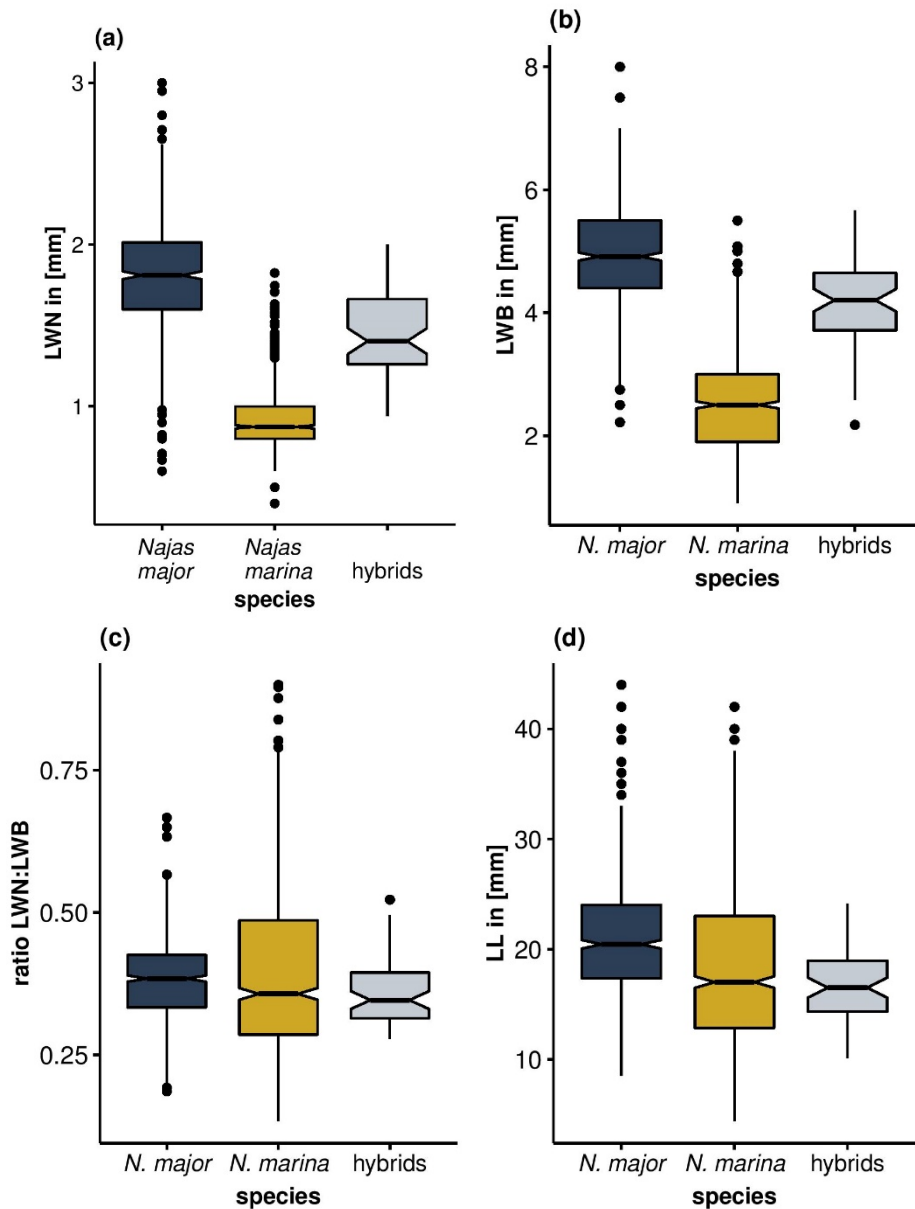 (a)
LWN in [mm]
3
2
1
Najas major
Najas marina
hybrids
species
(b)
LWB in [mm]
8
6
4
2
N. major N. marina hybrids
species
(c)
ratio LWN:LWB
0.75
0.50
0.25
N. major N. marina hybrids
species
(d)
LL in [mm]
40
30
20
10
N. major N. marina hybrids
species